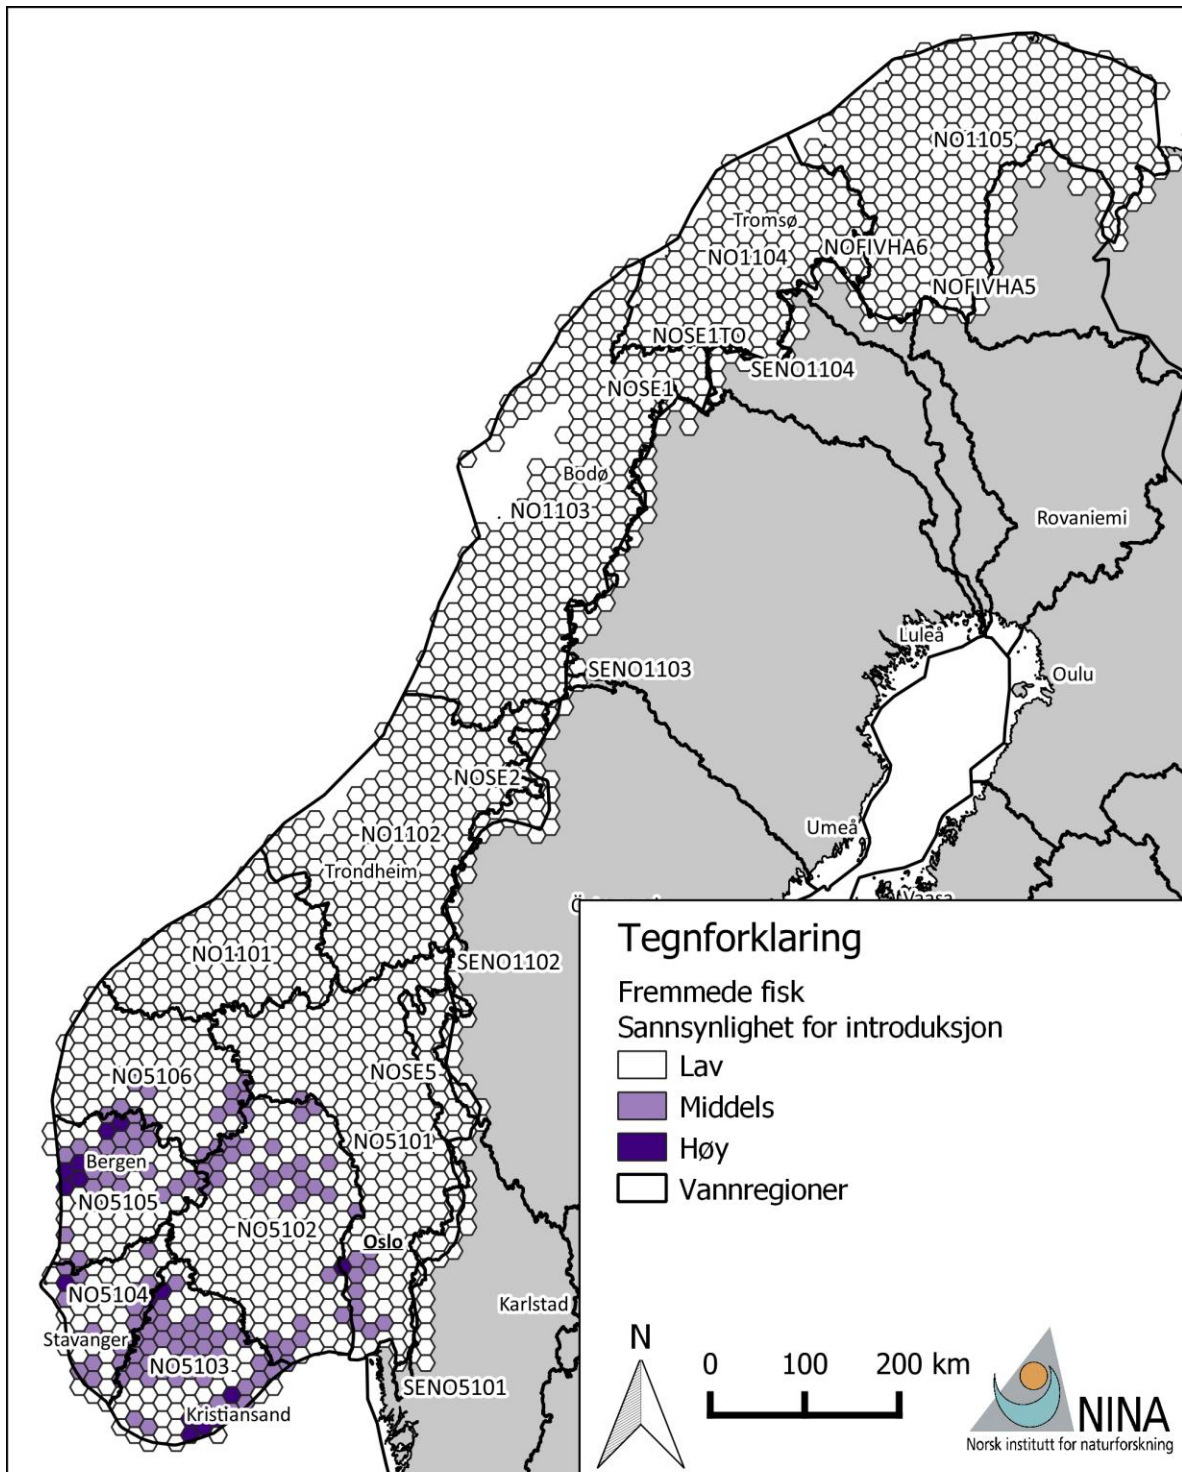 NO1105
Tromsø
NO1104
NOFIVHA6
NOFIVHA5
NOSE1TO
SENO1104
NOSE1
Bodø
NO1103
Rovaniemi
Luleå
SENO1103
Oulu
NOSE2
NO1102
Umeå
Trondheim
Vaasa
NO1101
SENO1102
NOSE5
NO5106
NO5101
Bergen
NO5105
NO5102
Oslo
NO5104
Karlstad
Stavanger
NO5103
SENO5101
Kristiansand
Tegnforklaring
Fremmede fisk
Sannsynlighet for introduksjon
Lav
Middels
Høy
Vannregioner
N
0 100 200 km
NINA
Norsk institutt for naturforskning